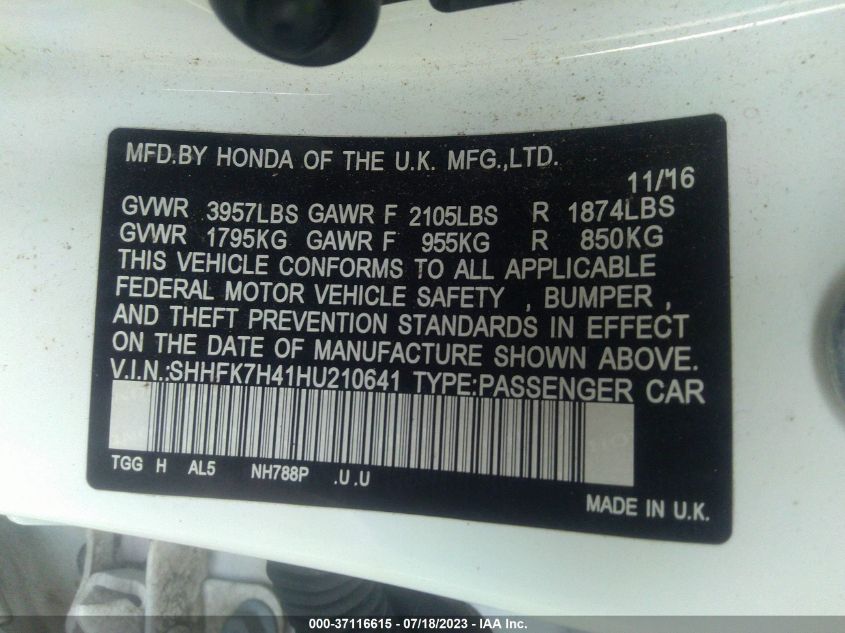 MFD.BY HONDA OF THE U.K. MFG.,LTD.
11/16
GVWR 3957LBS GAWR F 2105LBS R 1874LBS
GVWR 1795KG GAWR F 955KG R 850KG
THIS VEHICLE CONFORMS TO ALL APPLICABLE
FEDERAL MOTOR VEHICLE SAFETY , BUMPER ,
AND THEFT PREVENTION STANDARDS IN EFFECT
ON THE DATE OF MANUFACTURE SHOWN ABOVE.
V.I.N.:SHHFK7H41HU210641 TYPE:PASSENGER CAR
TGG H AL5 NH788P .U.U
MADE IN U.K.
000-37116615 / 07/18/2023 - IAA Inc.